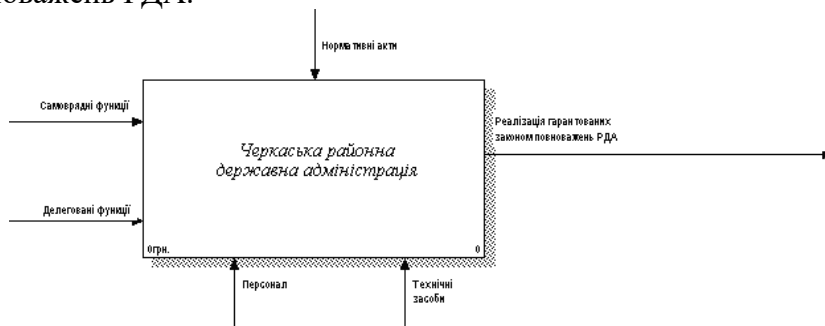 новажень РДА.
Нормативні акти
Самоврядні функції
Реалізація гарантованих
законом повноважень РДА
Черкаська районна
державна адміністрація
Делеговані функції
0грн.
0
Персонал
Технічні
засоби